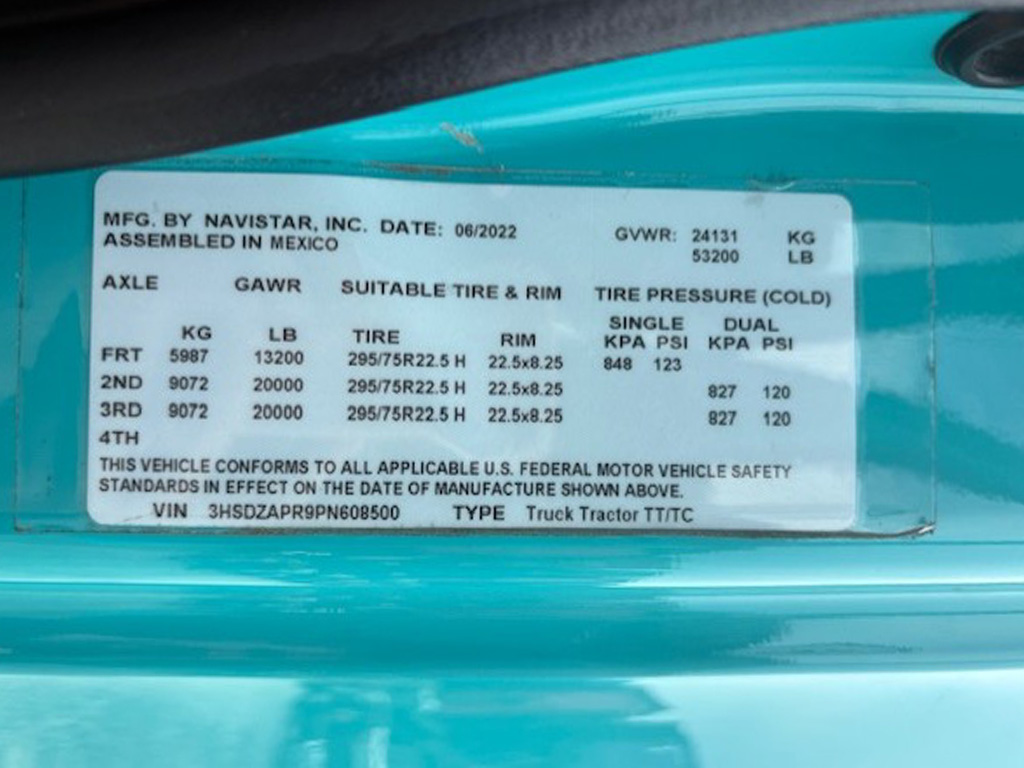 MFG. BY NAVISTAR, INC. DATE: 06/2022 GVWR: 24131 KG
ASSEMBLED IN MEXICO 53200 LB
AXLE GAWR SUITABLE TIRE & RIM TIRE PRESSURE (COLD)
SINGLE DUAL
KG LB TIRE RIM KPA PSI KPA PSI
FRT 5987 13200 295/75R22.5 H 22.5x8.25 848 123
2ND 9072 20000 295/75R22.5 H 22.5x8.25 827 120
3RD 9072 20000 295/75R22.5 H 22.5x8.25 827 120
4TH
THIS VEHICLE CONFORMS TO ALL APPLICABLE U.S. FEDERAL MOTOR VEHICLE SAFETY
STANDARDS IN EFFECT ON THE DATE OF MANUFACTURE SHOWN ABOVE.
VIN 3HSDZAPR9PN608500 TYPE Truck Tractor TT/TC